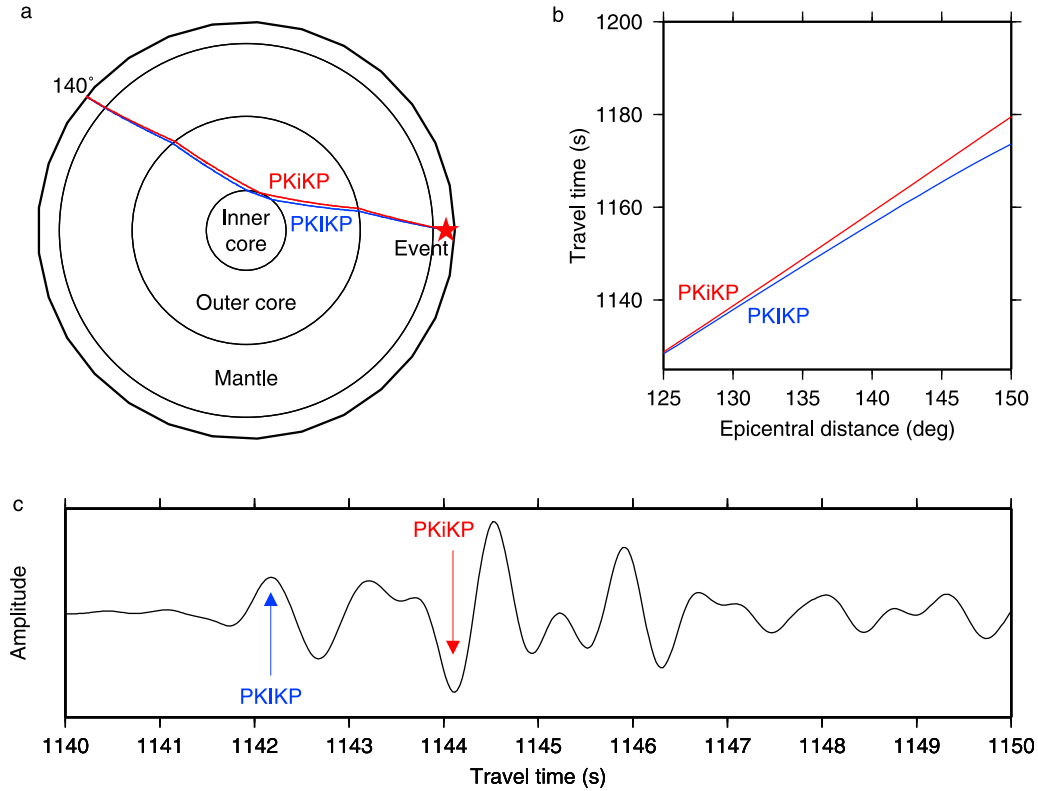 a
140°
PKiKP
PKIKP
Inner
core
Event
Outer core
Mantle
b
Travel time (s)
1200
1180
1160
1140
PKiKP
PKIKP
125 130 135 140 145 150
Epicentral distance (deg)
c
Amplitude
PKiKP
PKIKP
1140 1141 1142 1143 1144 1145 1146 1147 1148 1149 1150
Travel time (s)